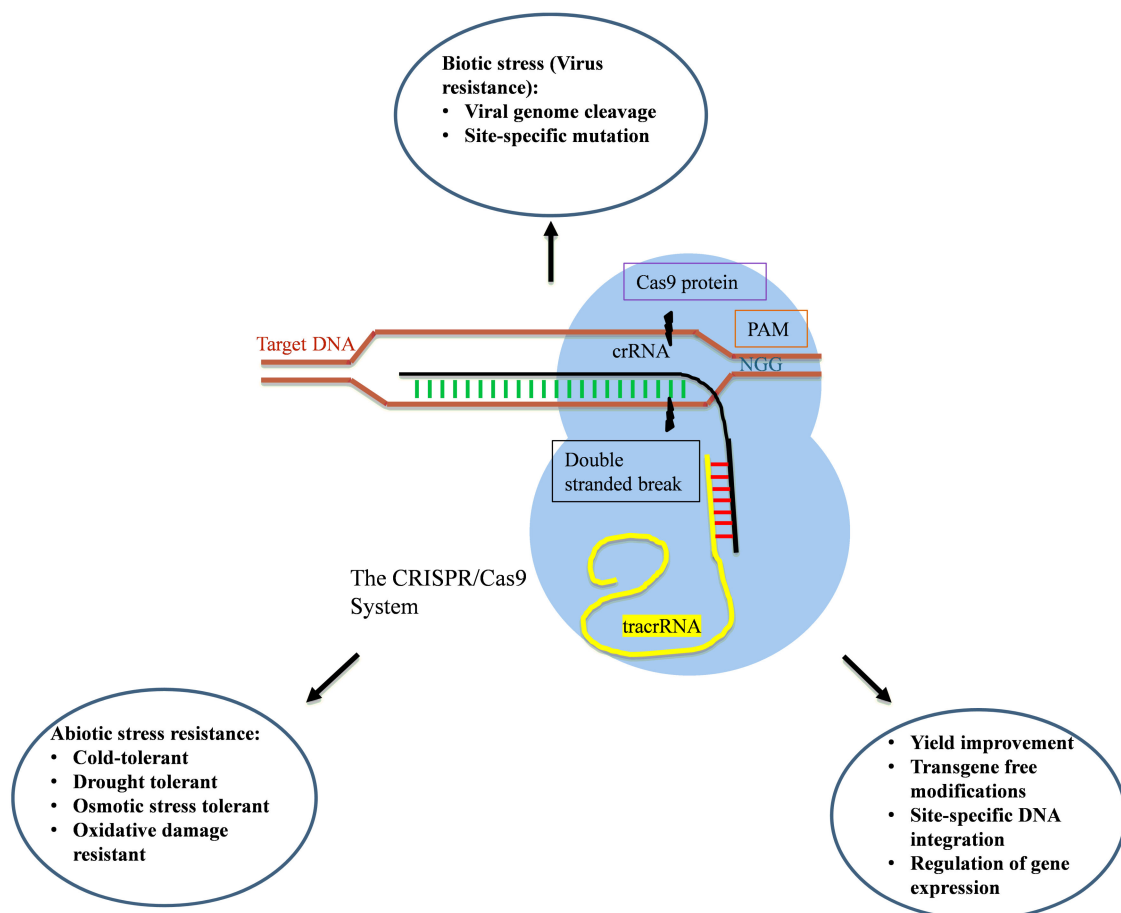 Biotic stress (Virus
resistance):
• Viral genome cleavage
• Site-specific mutation
Cas9 protein
PAM
Target DNA
crRNA
NGG
Double
stranded break
The CRISPR/Cas9
System
tracrRNA
Abiotic stress resistance:
• Cold-tolerant
• Drought tolerant
• Osmotic stress tolerant
• Oxidative damage
resistant
• Yield improvement
• Transgene free
modifications
• Site-specific DNA
integration
• Regulation of gene
expression